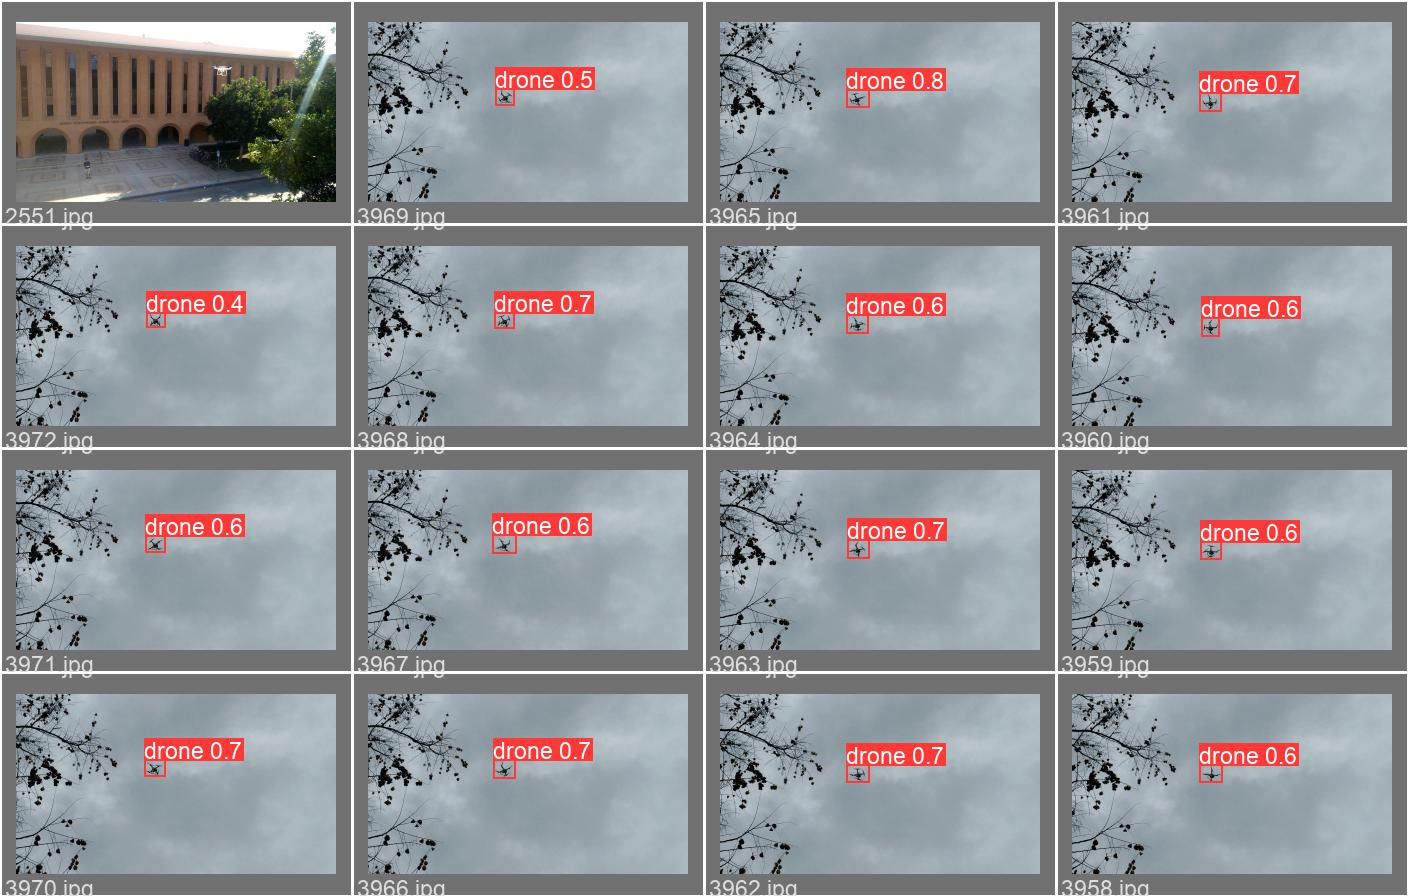 drone 0.5
drone 0.8
drone 0.7
2551.jpg
3969.jpg
3965.jpg
3961.jpg
drone 0.4
drone 0.7
drone 0.6
drone 0.6
3972.jpg
3968.jpg
3964.jpg
3960.jpg
drone 0.6
drone 0.6
drone 0.7
drone 0.6
3971.jpg
3967.jpg
3963.jpg
3959.jpg
drone 0.7
drone 0.7
drone 0.7
drone 0.6
3970.jpg
3966.jpg
3962.jpg
3958.jpg